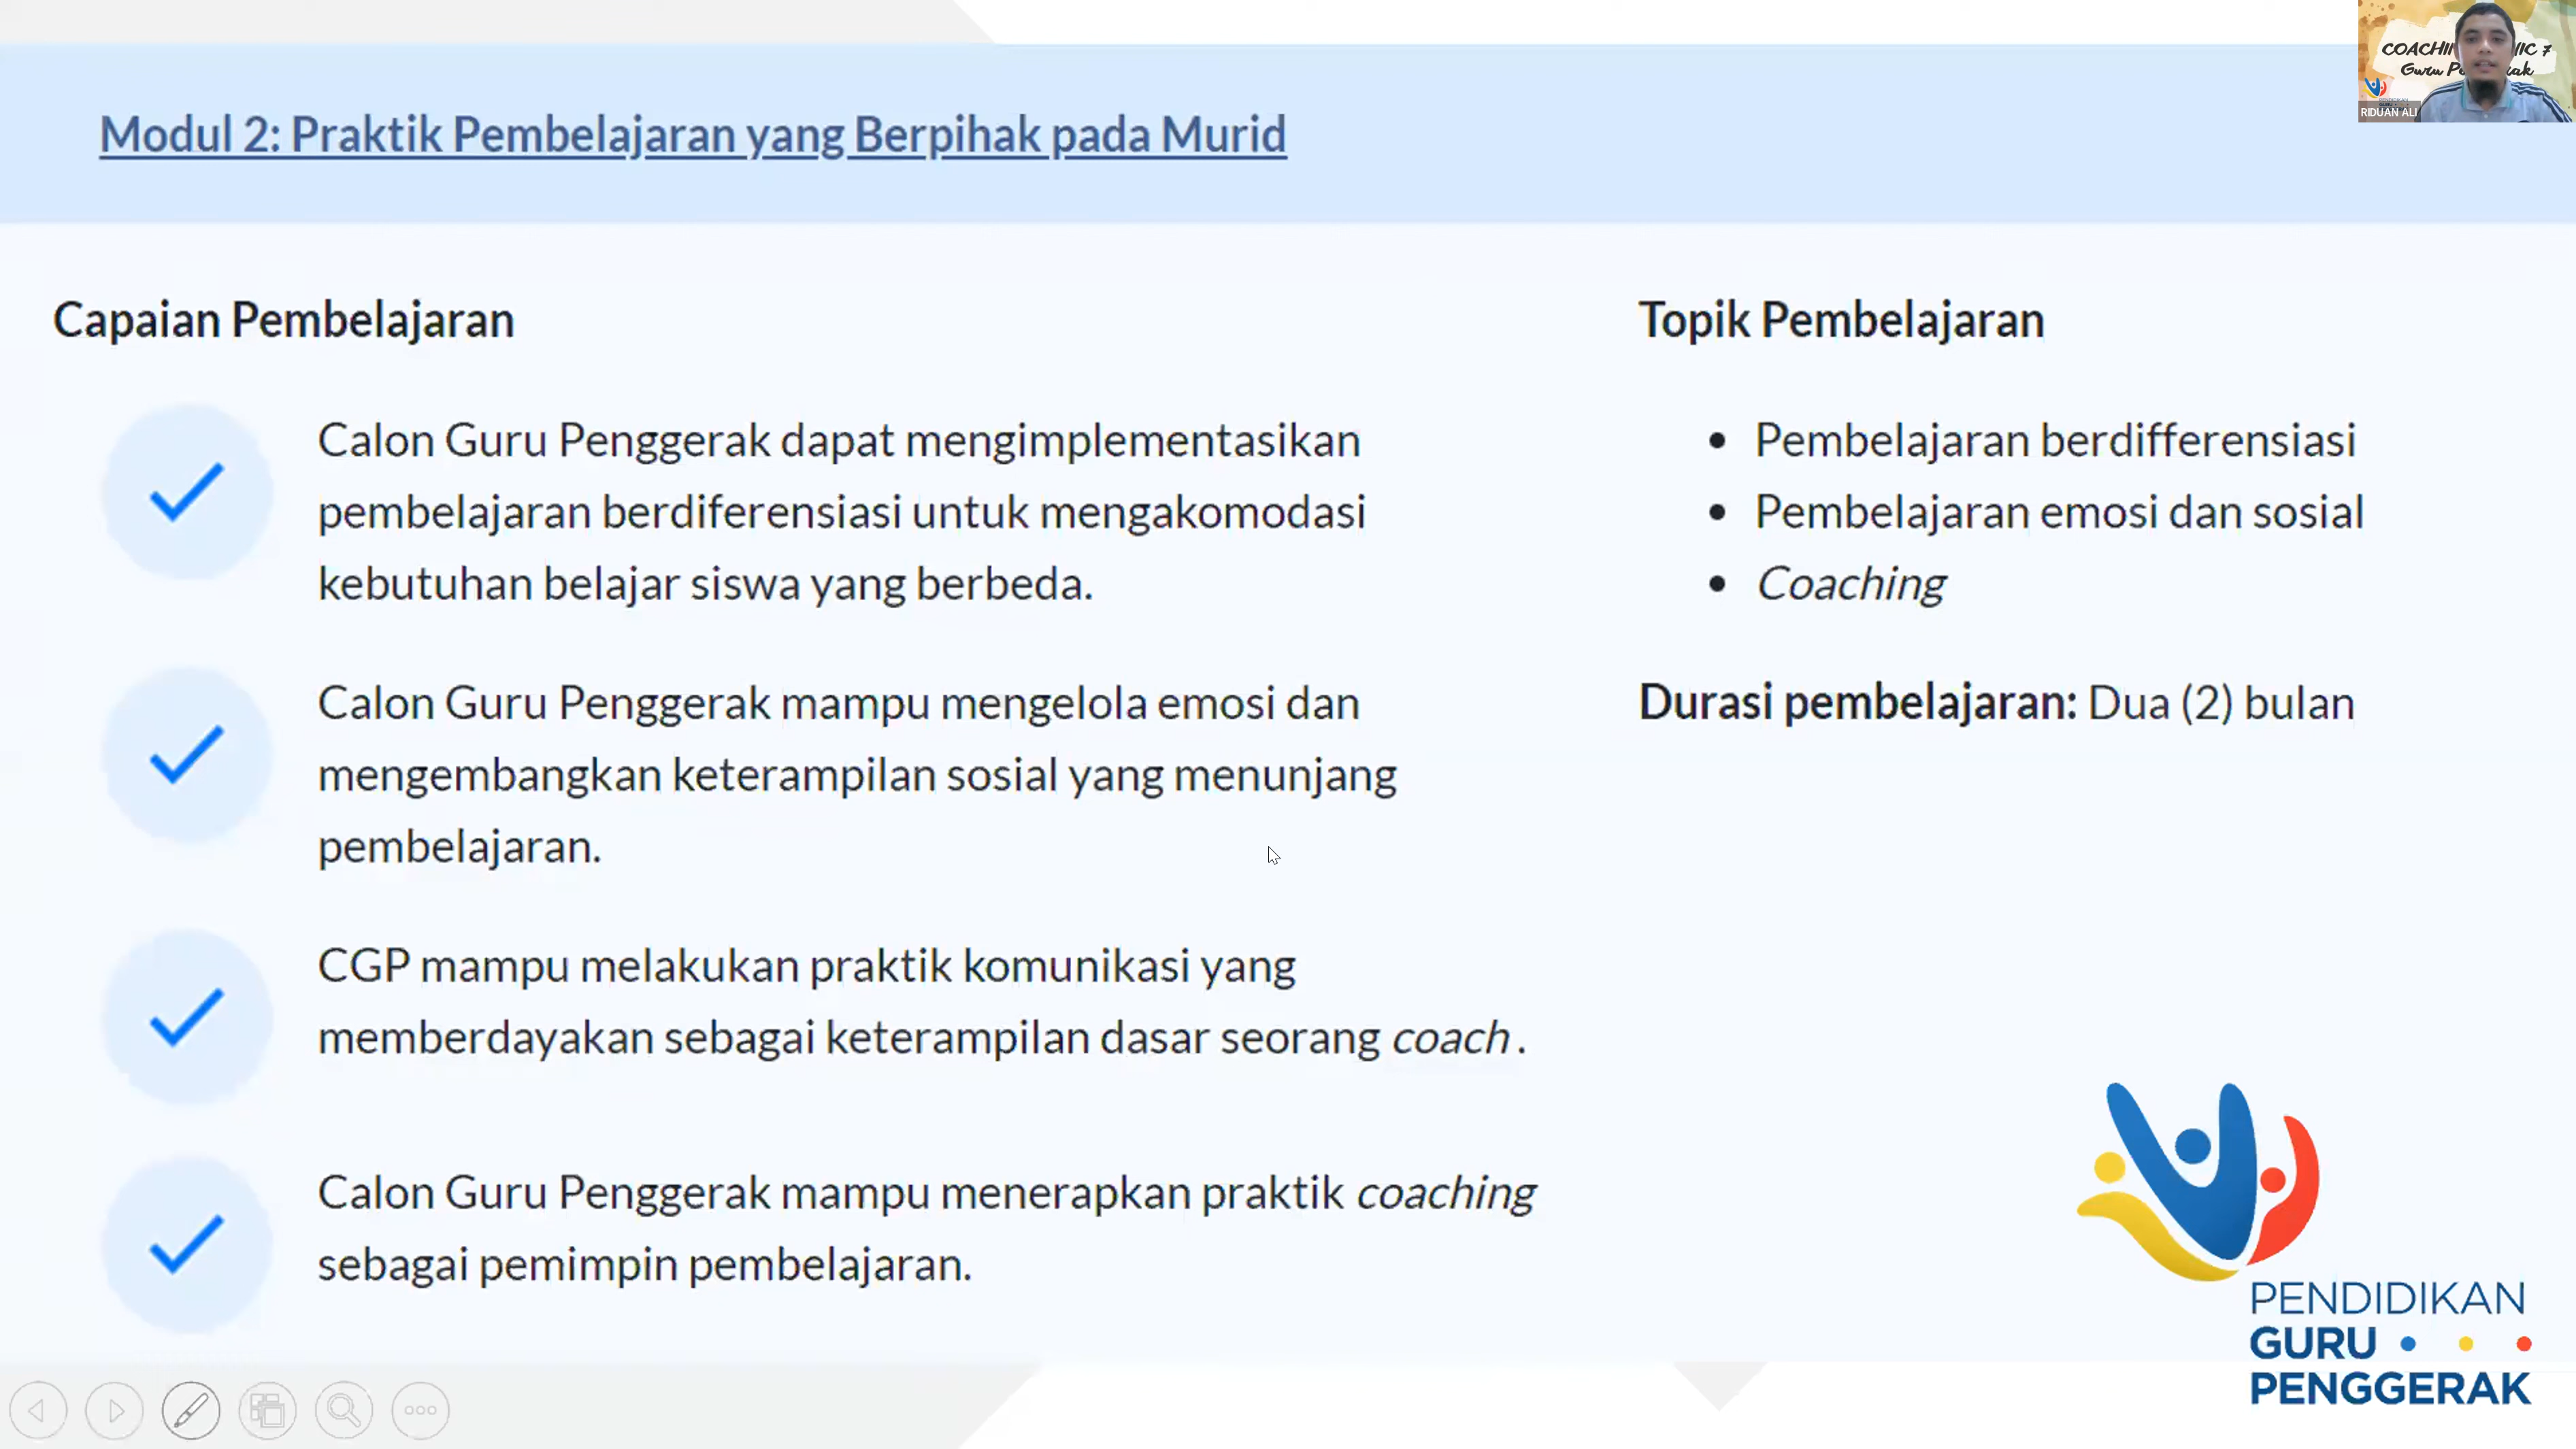 Modul 2: Praktik Pembelajaran yang Berpihak pada Murid
Capaian Pembelajaran
Calon Guru Penggerak dapat mengimplementasikan
pembelajaran berdiferensiasi untuk mengakomodasi
kebutuhan belajar siswa yang berbeda.
Calon Guru Penggerak mampu mengelola emosi dan
mengembangkan keterampilan sosial yang menunjang
pembelajaran.
CGP mampu melakukan praktik komunikasi yang
memberdayakan sebagai keterampilan dasar seorang coach .
Calon Guru Penggerak mampu menerapkan praktik coaching
sebagai pemimpin pembelajaran.
Topik Pembelajaran
• Pembelajaran berdifferensiasi
• Pembelajaran emosi dan sosial
• Coaching
Durasi pembelajaran: Dua (2) bulan
PENDIDIKAN
GURU
PENGGERAK
7
Guru
RIDUAN ALI